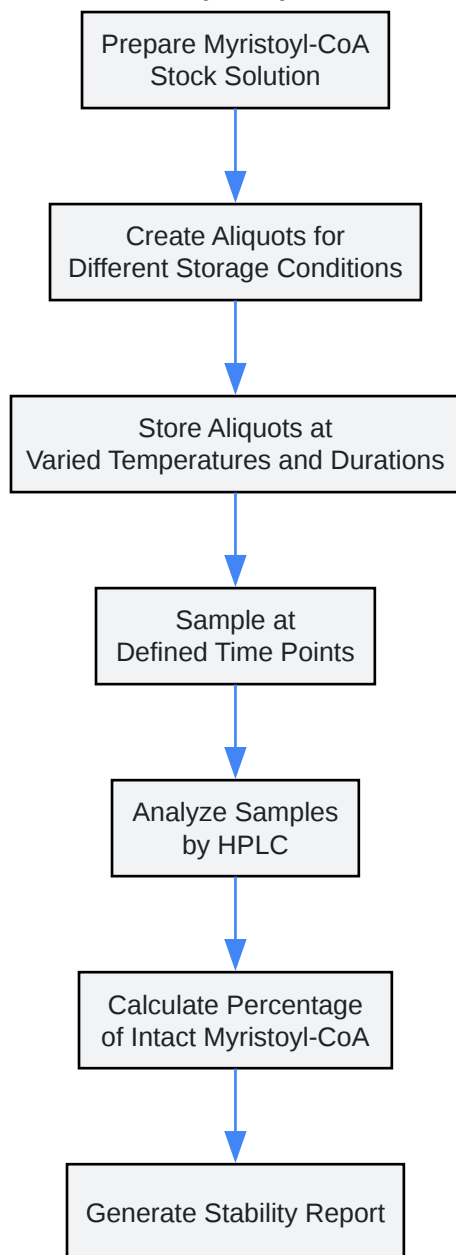 Prepare Myristoyl-CoA
Stock Solution
Create Aliquots for
Different Storage Conditions
Store Aliquots at
Varied Temperatures and Durations
Sample at
Defined Time Points
Analyze Samples
by HPLC
Calculate Percentage
of Intact Myristoyl-CoA
Generate Stability Report